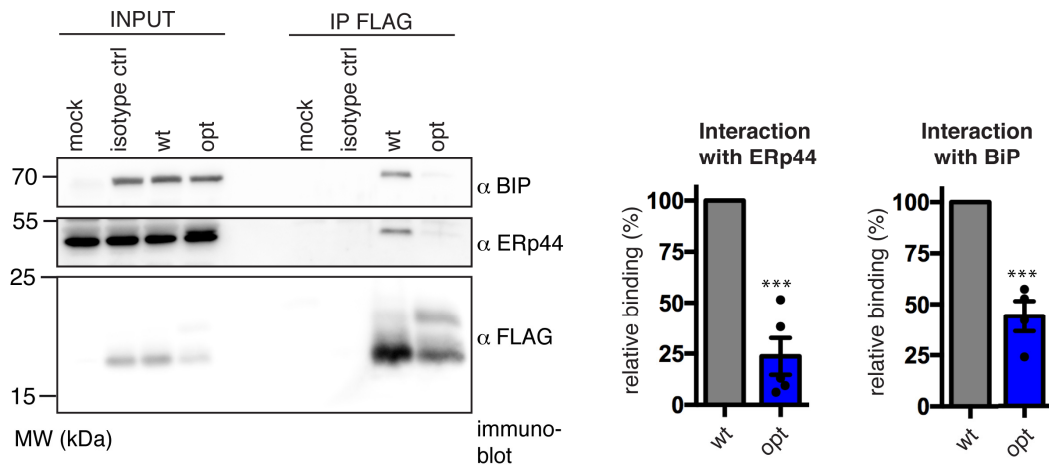 INPUT
IP FLAG
mock
isotype ctrl
wt
opt
mock
isotype ctrl
wt
opt
70
α BIP
55
α ERp44
25
α FLAG
15
MW (kDa)
immuno-
blot
Interaction
with ERp44
relative binding (%)
100
75
50
25
0
***
wt
opt
Interaction
with BiP
relative binding (%)
100
75
50
25
0
***
wt
opt